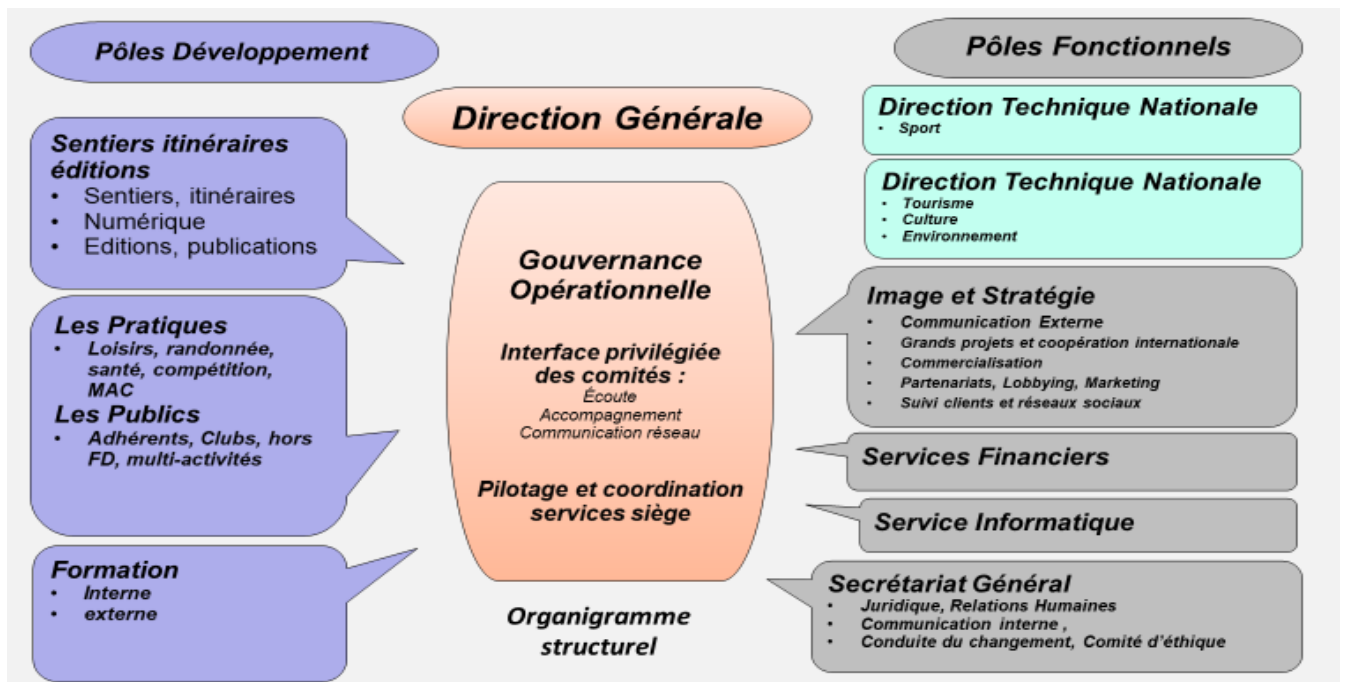 Pôles Développement
Sentiers itinéraires
éditions
• Sentiers, itinéraires
• Numérique
• Editions, publications
Les Pratiques
• Loisirs, randonnée,
santé, compétition,
MAC
Les Publics
• Adhérents, Clubs, hors
FD, multi-activités
Formation
• Interne
• externe
Direction Générale
Gouvernance
Opérationnelle
Interface privilégiée
des comités :
Écoute
Accompagnement
Communication réseau
Pilotage et coordination
services siège
Organigramme
structurel
Pôles Fonctionnels
Direction Technique Nationale
• Sport
Direction Technique Nationale
• Tourisme
• Culture
• Environnement
Image et Stratégie
• Communication Externe
• Grands projets et coopération internationale
• Commercialisation
• Partenariats, Lobbying, Marketing
• Suivi clients et réseaux sociaux
Services Financiers
Service Informatique
Secrétariat Général
• Juridique, Relations Humaines
• Communication interne ,
• Conduite du changement, Comité d'éthique